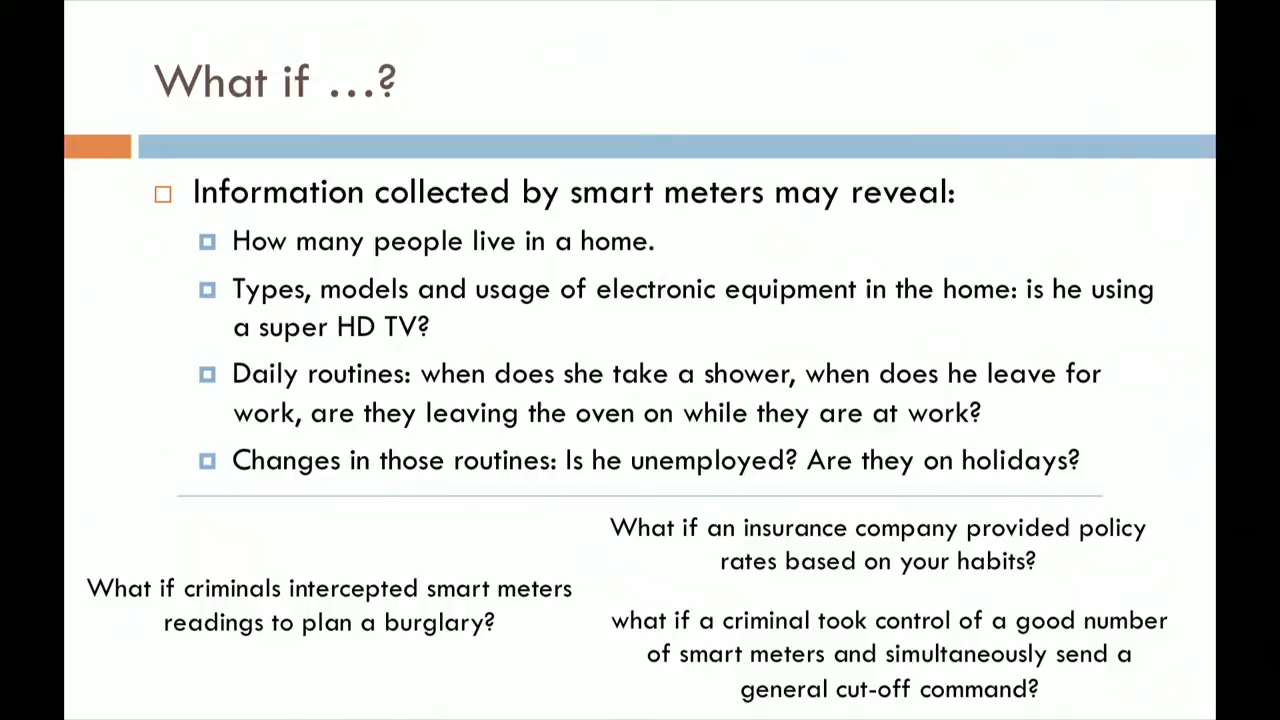 What if ...?
Information collected by smart meters may reveal:
How many people live in a home.
Types, models and usage of electronic equipment in the home: is he using
a super HD TV?
Daily routines: when does she take a shower, when does he leave for
work, are they leaving the oven on while they are at work?
Changes in those routines: Is he unemployed? Are they on holidays?
What if criminals intercepted smart meters
readings to plan a burglary?
What if an insurance company provided policy
rates based on your habits?
what if a criminal took control of a good number
of smart meters and simultaneously send a
general cut-off command?